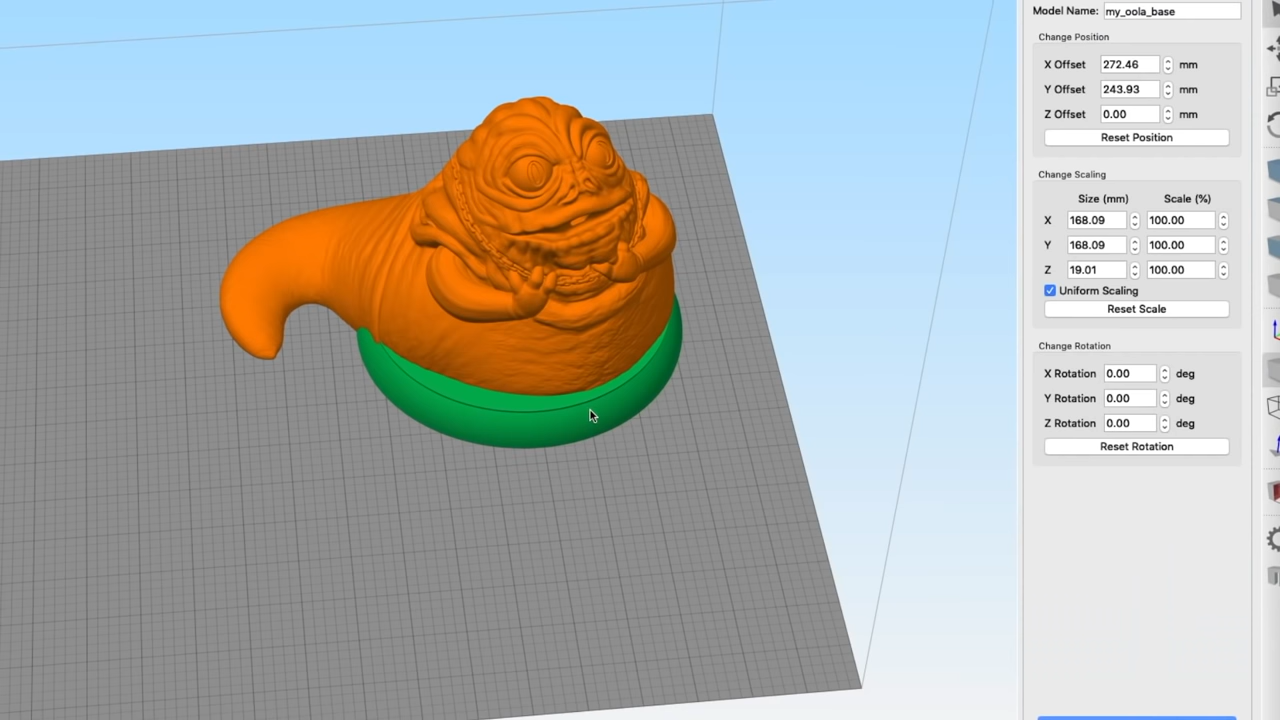 Model Name: my_oola_base
Change Position
X Offset 272.46 mm
Y Offset 243.93 mm
Z Offset 0.00 mm
Reset Position
Change Scaling
Size (mm) Scale (%)
X 168.09 100.00
Y 168.09 100.00
Z 19.01 100.00
Uniform Scaling
Reset Scale
Change Rotation
X Rotation 0.00 deg
Y Rotation 0.00 deg
Z Rotation 0.00 deg
Reset Rotation